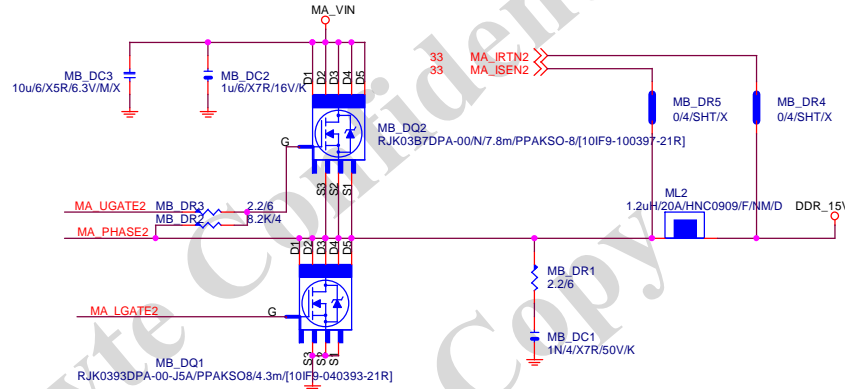 MA_VIN
33 MA_IRTN2
33 MA_ISEN2
MB_DC3
10u/6/X5R/6.3V/M/X
MB_DC2
1u/6/X7R/16V/K
D1
D2
D3
D4
D5
G
MB_DQ2
RJK03B7DPA-00/N/7.8m/PPAKSO-8/[10IF9-100397-21R]
S3
S2
S1
MB_DR5
0/4/SHT/X
MB_DR4
0/4/SHT/X
ML2
1.2uH/20A/HNC0909/F/NM/D
DDR_15V
MA_UGATE2
MB_DR3
2.2/6
MB_DR2
8.2K/4
MA_PHASE2
D1
D2
D3
D4
D5
MA_LGATE2
G
S3
S2
S1
MB_DR1
2.2/6
MB_DC1
1N/4/X7R/50V/K
MB_DQ1
RJK0393DPA-00-J5A/PPAKSO8/4.3m/[10IF9-040393-21R]
Copy